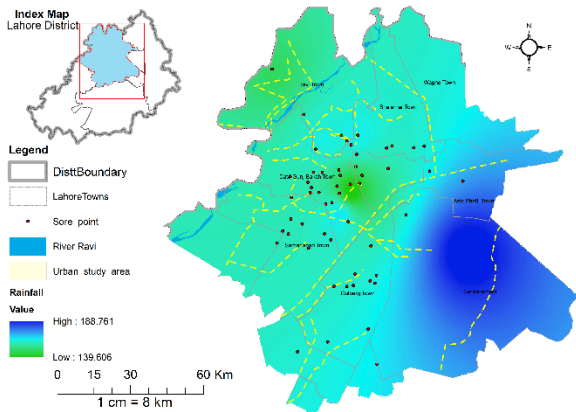 Index Map
Lahore District
N
W
E
Legend
DisttBoundary
LahoreTowns
Sore point
River Ravi
Urban study area
Rainfall
Value
High : 188.761
Low : 139.606
0 15 30 45 60 Km
1 cm = 8 km
Wagha Town
Shalimar Town
Samanabad Town
Gulberg Town